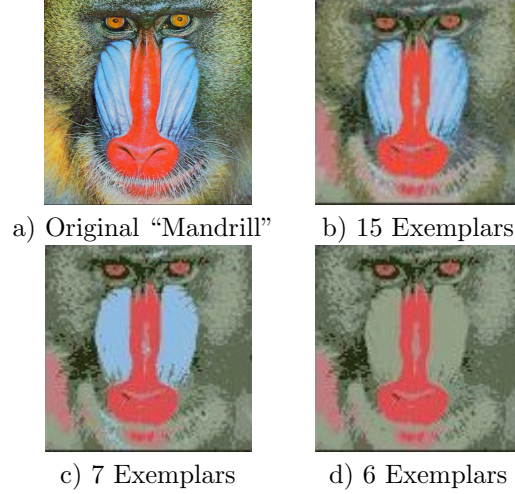 a) Original “Mandrill”
b) 15 Exemplars
c) 7 Exemplars
d) 6 Exemplars